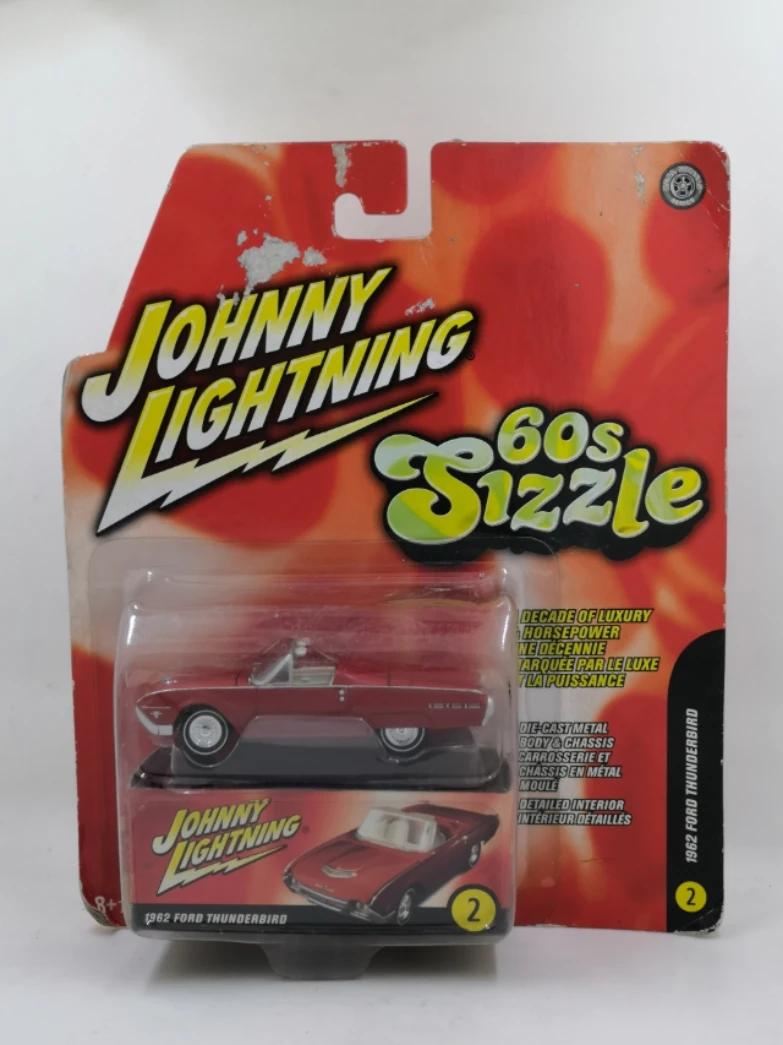 JOHNNY
LIGHTNING
60s
Sizzle
DECADE OF LUXURY
HORSEPOWER
NE DÉCENNIE
ARQUÉE PAR LE LUXE
LA PUISSANCE
DIE-CAST METAL
BODY & CHASSIS
CARROSSERIE ET
CHÂSSIS EN MÉTAL
MOULÉ
DETAILED INTERIOR
INTÉRIEUR DÉTAILLÉS
1962 FORD THUNDERBIRD
2
JOHNNY
LIGHTNING
8+
1962 FORD THUNDERBIRD
2